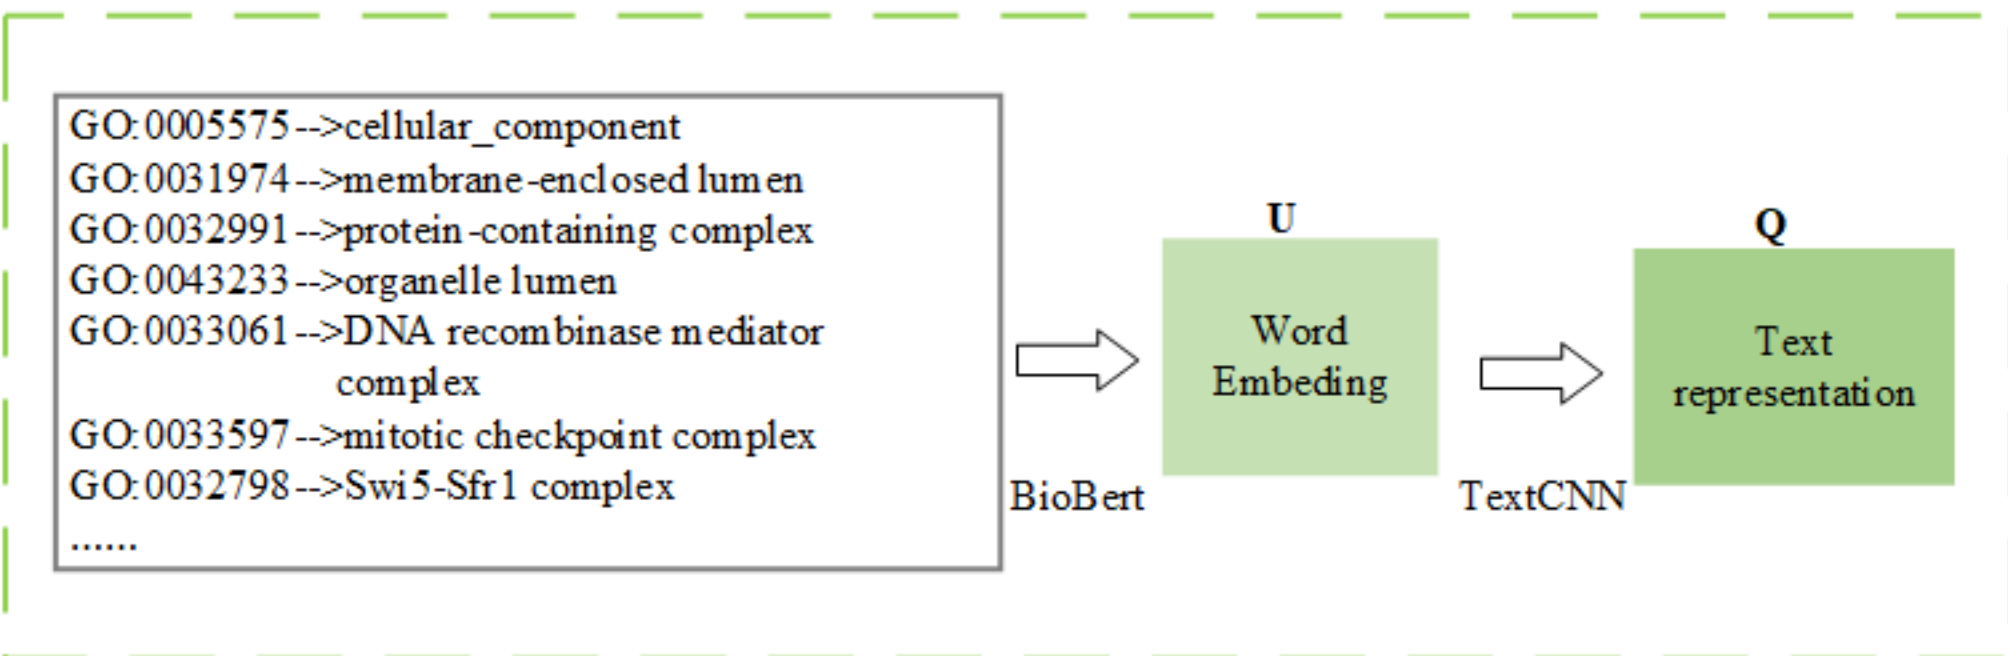 GO:0005575-->cellular_component
GO:0031974-->membrane-enclosed lumen
GO:0032991-->protein-containing complex
GO:0043233-->organelle lumen
GO:0033061-->DNA recombinase mediator
complex
GO:0033597-->mitotic checkpoint complex
GO:0032798-->Swi5-Sfr1 complex
......
BioBert
U
Word
Embeding
TextCNN
Q
Text
representation